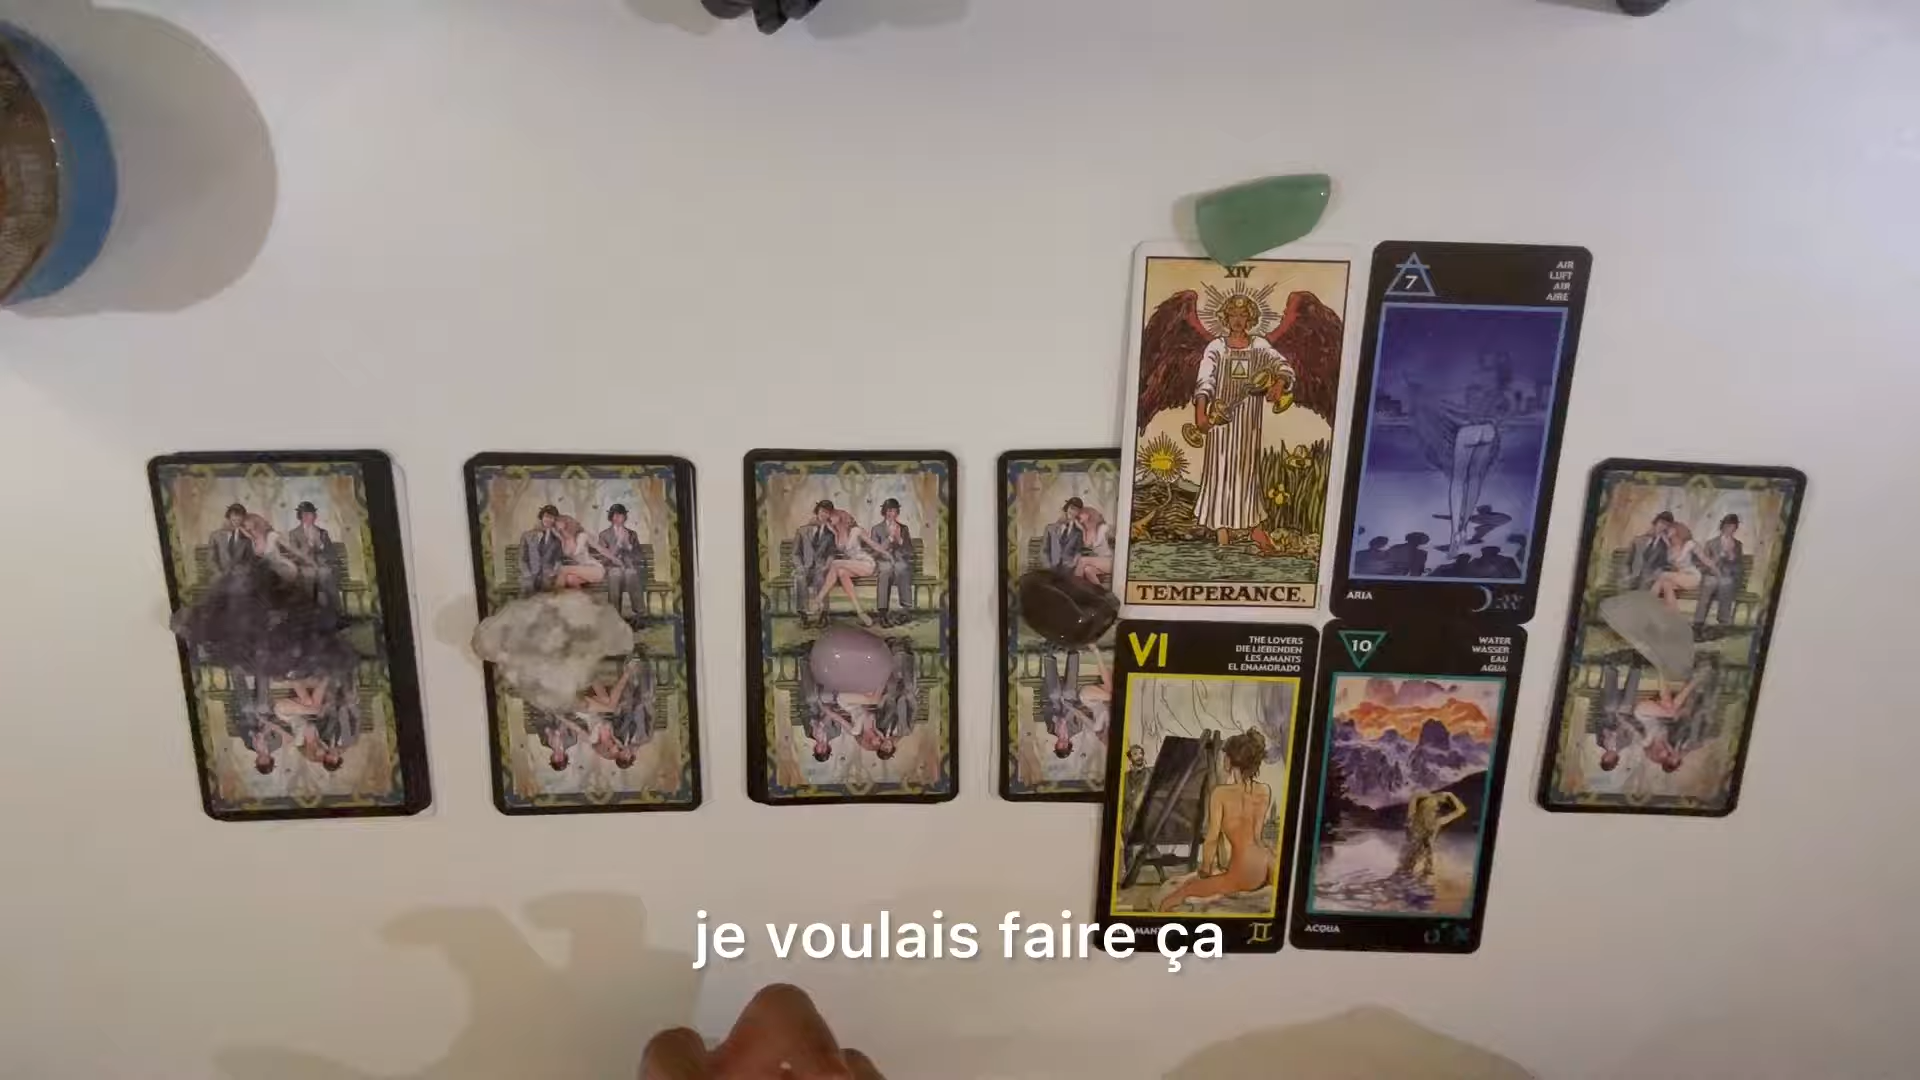 XIV
TEMPERANCE.
7
AIR
LUFT
AIR
AIRE
ARIA
VI
THE LOVERS
DIE LIEBENDEN
LES AMANTS
EL ENAMORADO
10
WATER
WASSER
EAU
AGUA
ACQUA
je voulais faire ça